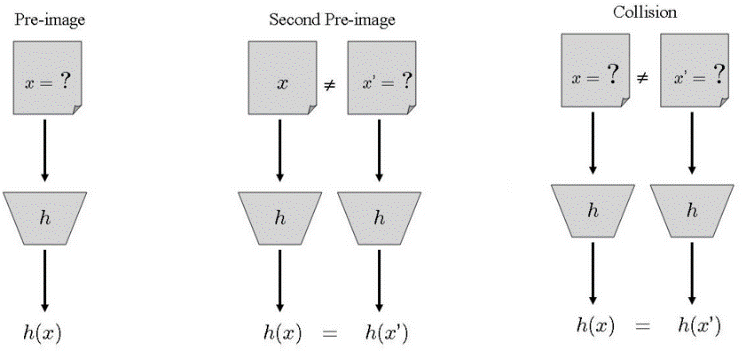 Pre-image
x = ?
h
h(x)
Second Pre-image
x ≠ x' = ?
h h
h(x) = h(x')
Collision
x = ? ≠ x' = ?
h h
h(x) = h(x')